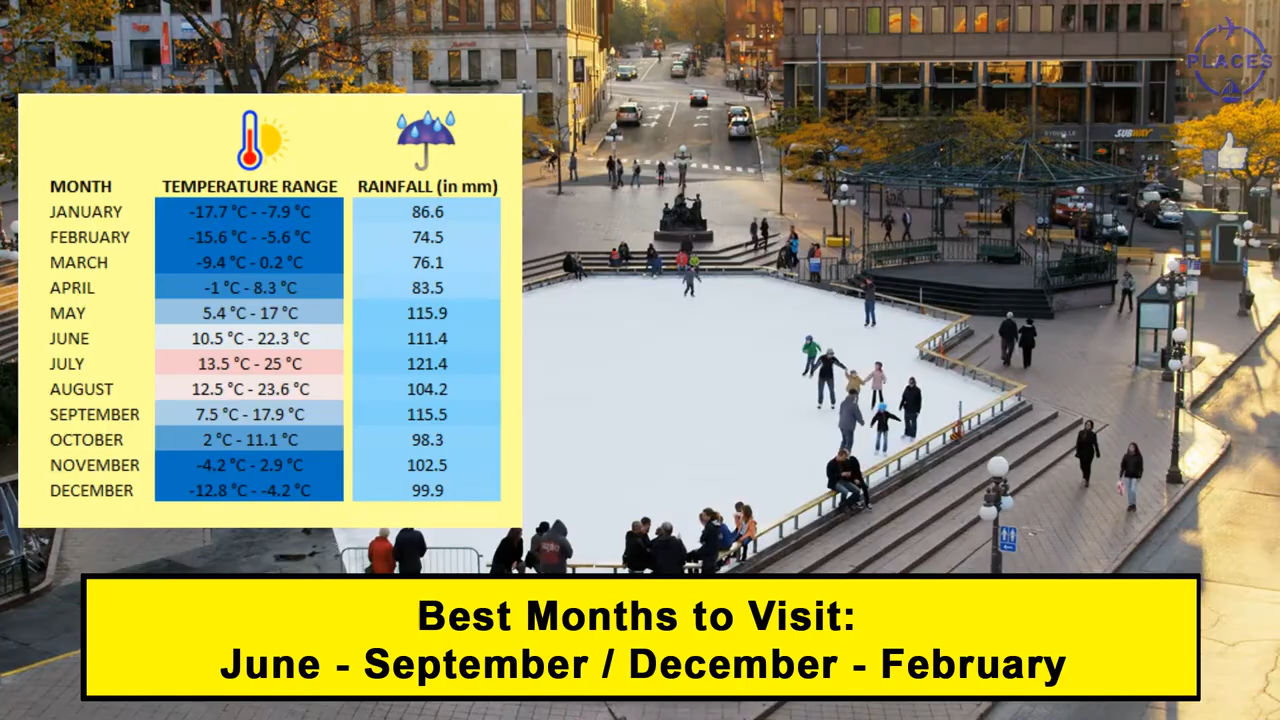 PLACES
SUBWAY
MONTH TEMPERATURE RANGE RAINFALL (in mm)
JANUARY -17.7 °C - -7.9 °C 86.6
FEBRUARY -15.6 °C - -5.6 °C 74.5
MARCH -9.4 °C - 0.2 °C 76.1
APRIL -1 °C - 8.3 °C 83.5
MAY 5.4 °C - 17 °C 115.9
JUNE 10.5 °C - 22.3 °C 111.4
JULY 13.5 °C - 25 °C 121.4
AUGUST 12.5 °C - 23.6 °C 104.2
SEPTEMBER 7.5 °C - 17.9 °C 115.5
OCTOBER 2 °C - 11.1 °C 98.3
NOVEMBER -4.2 °C - 2.9 °C 102.5
DECEMBER -12.8 °C - -4.2 °C 99.9
Best Months to Visit:
June - September / December - February